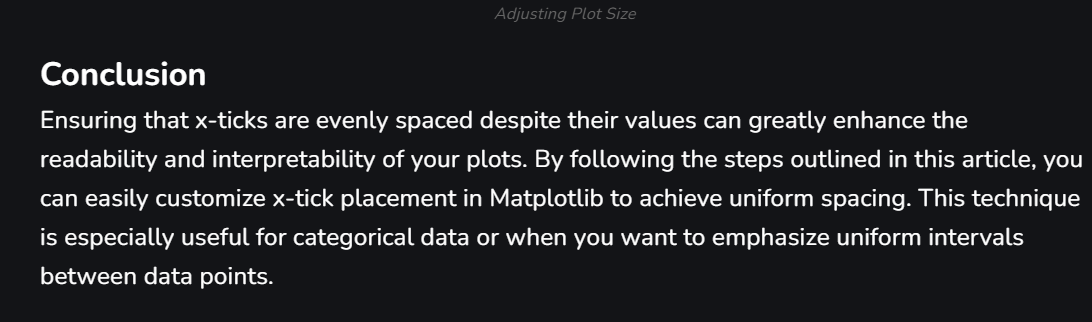 Adjusting Plot Size
Conclusion
Ensuring that x-ticks are evenly spaced despite their values can greatly enhance the
readability and interpretability of your plots. By following the steps outlined in this article, you
can easily customize x-tick placement in Matplotlib to achieve uniform spacing. This technique
is especially useful for categorical data or when you want to emphasize uniform intervals
between data points.